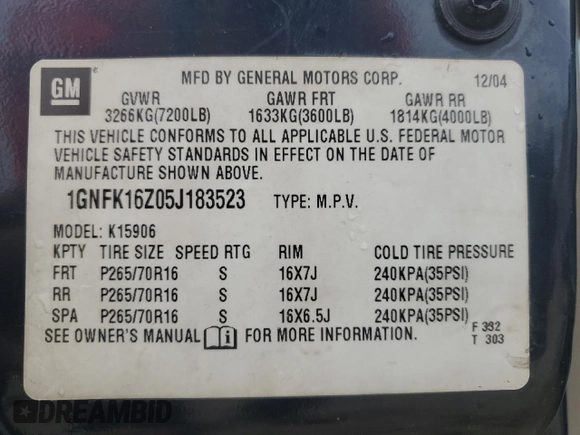 GM
MFD BY GENERAL MOTORS CORP. 12/04
GVWR GAWR FRT GAWR RR
3266KG(7200LB) 1633KG(3600LB) 1814KG(4000LB)
THIS VEHICLE CONFORMS TO ALL APPLICABLE U.S. FEDERAL MOTOR
VEHICLE SAFETY STANDARDS IN EFFECT ON THE DATE OF
MANUFACTURE SHOWN ABOVE.
1GNFK16Z05J183523 TYPE: M.P.V.
MODEL: K15906
KPTY TIRE SIZE SPEED RTG RIM COLD TIRE PRESSURE
FRT P265/70R16 S 16X7J 240KPA(35PSI)
RR P265/70R16 S 16X7J 240KPA(35PSI)
SPA P265/70R16 S 16X6.5J 240KPA(35PSI)
SEE OWNER'S MANUAL FOR MORE INFORMATION.
F 392
T 303
DREAMBID